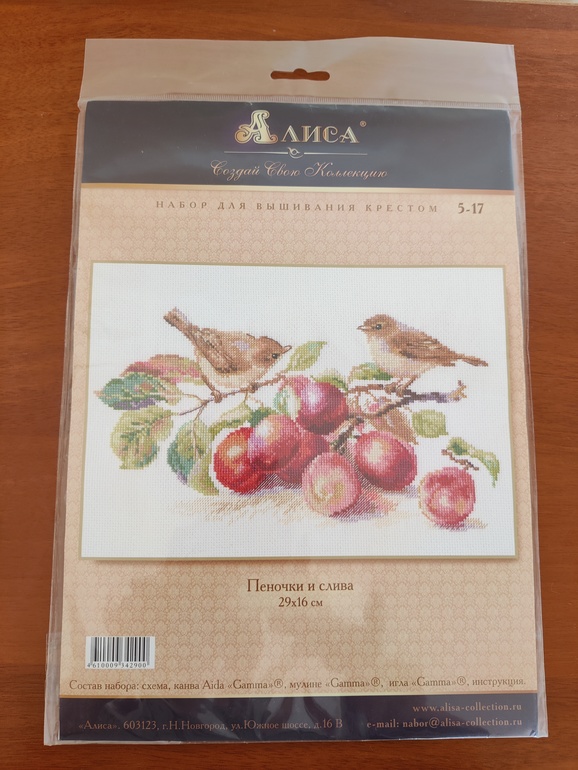 Алиса®
Создай Свою Коллекцию
НАБОР ДЛЯ ВЫШИВАНИЯ КРЕСТОМ 5-17
Пеночки и слива
29х16 см
4610009342900
Состав набора: схема, канва Aida «Gamma»®, мулине «Gamma»®, игла «Gamma»®, инструкция.
www.alisa-collection.ru
«Алиса», 603123, г.Н.Новгород, ул.Южное шоссе, д.16 В
e-mail: nabor@alisa-collection.ru